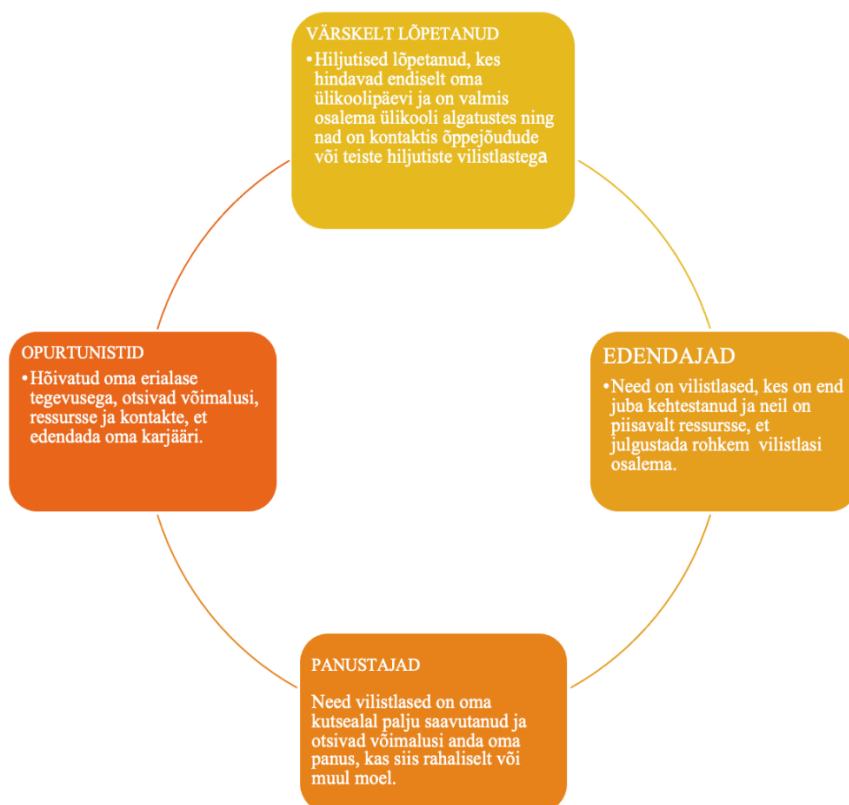 VÄRSKELT LÕPETANUD
•Hiljutised lõpetanud, kes
hindavad endiselt oma
ülikoolipäevi ja on valmis
osalema ülikooli algatustes ning
nad on kontaktis õppejõudude
või teiste hiljutiste vilistlastega
OPURTUNISTID
•Hõivatud oma erialase
tegevusega, otsivad võimalusi,
ressursse ja kontakte, et
edendada oma karjääri.
EDENDAJAD
•Need on vilistlased, kes on end
juba kehtestanud ja neil on
piisavalt ressursse, et
julgustada rohkem vilistlasi
osalema.
PANUSTAJAD
Need vilistlased on oma
kutsealal palju saavutanud ja
otsivad võimalusi anda oma
panus, kas siis rahaliselt või
muul moel.